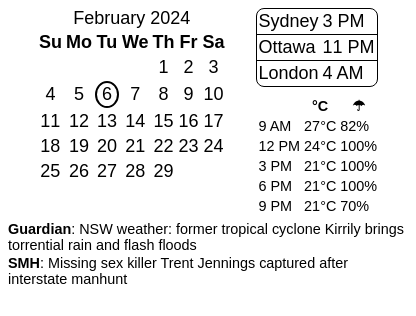 February 2024
Su Mo Tu We Th Fr Sa
1 2 3
4 5 6 7 8 9 10
11 12 13 14 15 16 17
18 19 20 21 22 23 24
25 26 27 28 29
Sydney 3 PM
Ottawa 11 PM
London 4 AM
°C ☂
9 AM 27°C 82%
12 PM 24°C 100%
3 PM 21°C 100%
6 PM 21°C 100%
9 PM 21°C 70%
Guardian: NSW weather: former tropical cyclone Kirrily brings
torrential rain and flash floods
SMH: Missing sex killer Trent Jennings captured after
interstate manhunt